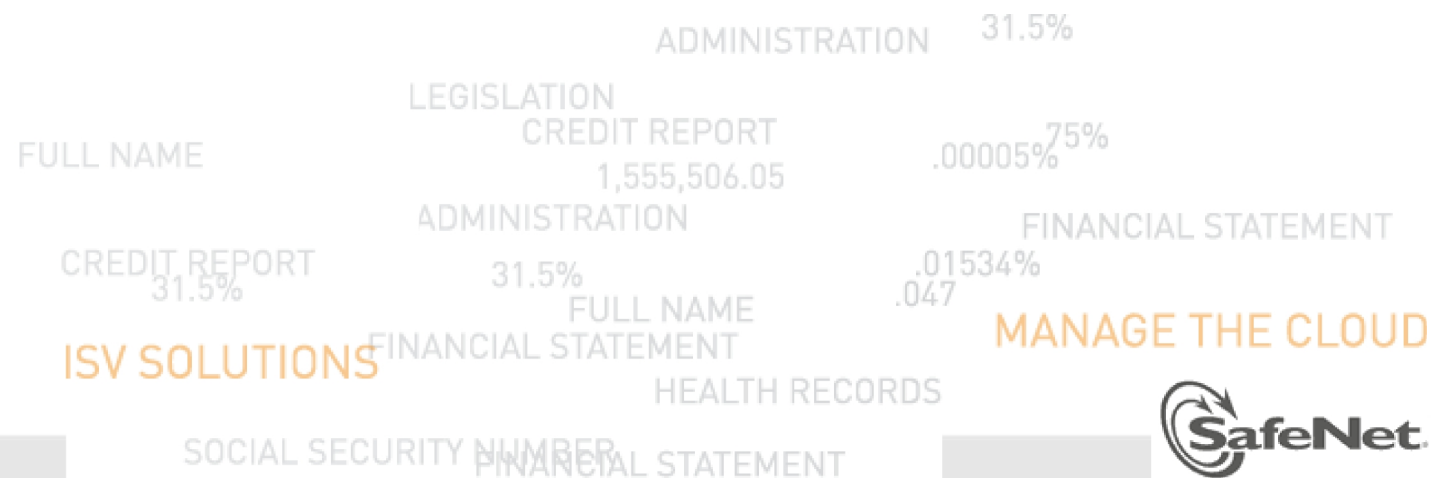 ADMINISTRATION
31.5%
LEGISLATION
CREDIT REPORT
75%
FULL NAME
.00005%
1,555,506.05
ADMINISTRATION
FINANCIAL STATEMENT
CREDIT REPORT
31.5%
31.5%
.01534%
.047
FULL NAME
MANAGE THE CLOUD
ISV SOLUTIONS
FINANCIAL STATEMENT
HEALTH RECORDS
SafeNet
SOCIAL SECURITY NUMBER
FINANCIAL STATEMENT